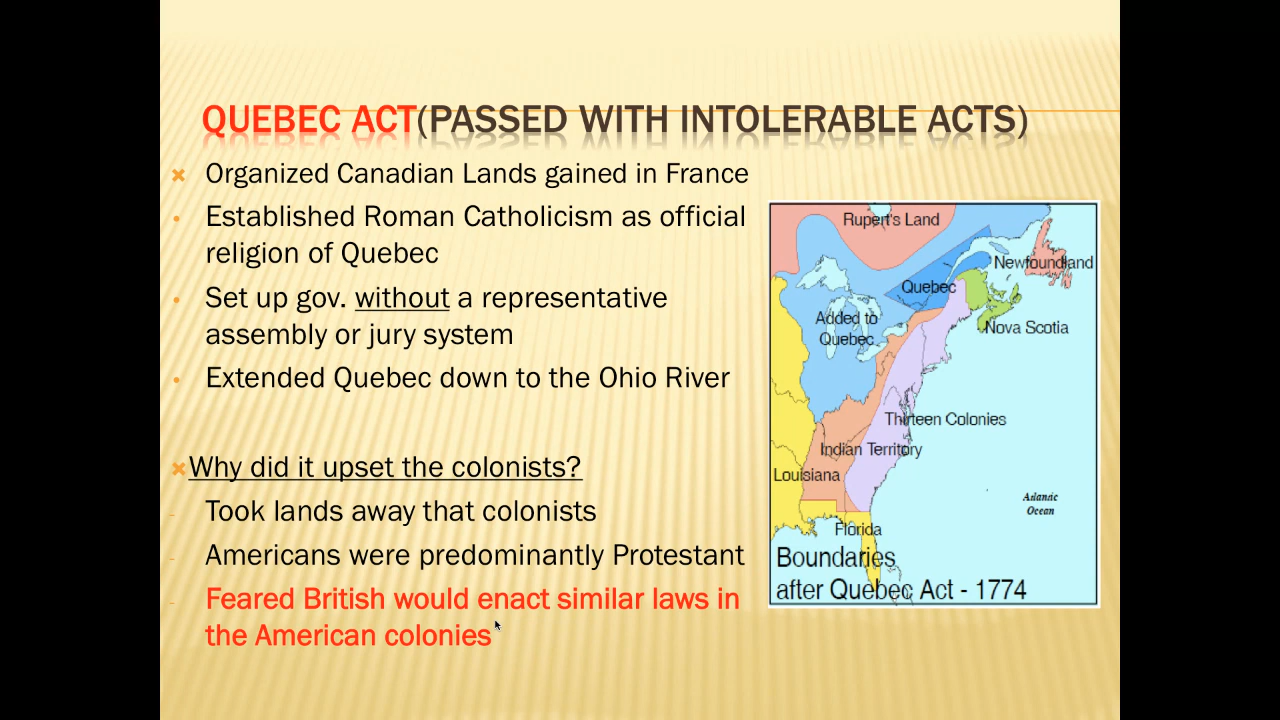 QUEBEC ACT(PASSED WITH INTOLERABLE ACTS)
Organized Canadian Lands gained in France
Established Roman Catholicism as official
religion of Quebec
Set up gov. without a representative
assembly or jury system
Extended Quebec down to the Ohio River
Why did it upset the colonists?
- Took lands away that colonists
- Americans were predominantly Protestant
- Feared British would enact similar laws in
the American colonies
Rupert's Land
Newfoundland
Quebec
Added to
Quebec
Nova Scotia
Thirteen Colonies
Indian Territory
Louisiana
Atlantic
Ocean
Florida
Boundaries
after Quebec Act - 1774